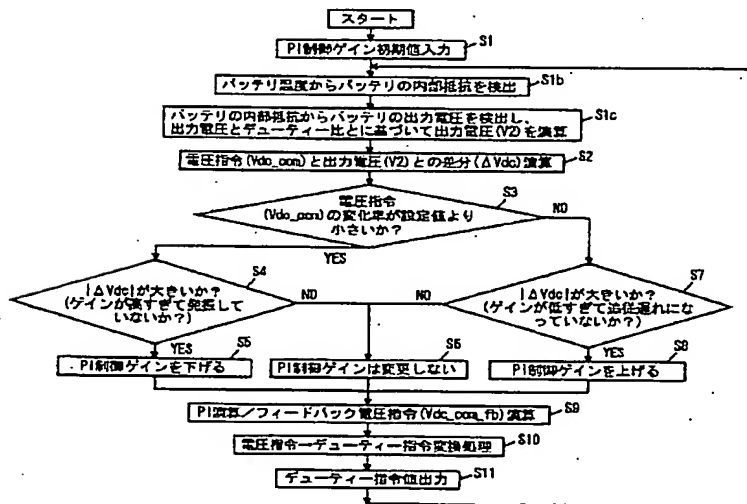 スタート
PI制御ゲイン初期値入力
S1
バッテリ温度からバッテリの内部抵抗を検出
S1b
バッテリの内部抵抗からバッテリの出力電圧を検出し、
出力電圧とデューティー比とに基づいて出力電圧(V2)を演算
S1c
電圧指令(Vdc_com)と出力電圧(V2)との差分(ΔVdc)演算
S2
電圧指令
(Vdc_com)の変化率が設定値より
小さいか?
S3
YES
NO
|ΔVdc|が大きいか?
(ゲインが高すぎて発振して
いないか?)
S4
NO
YES
|ΔVdc|が大きいか?
(ゲインが低すぎて追従遅れにな
っていないか?)
S7
NO
YES
PI制御ゲインを下げる
S5
PI制御ゲインは変更しない
S6
PI制御ゲインを上げる
S8
PI演算/フィードバック電圧指令(Vdc_com_fb)演算
S9
電圧指令→デューティー指令変換処理
S10
デューティー指令値出力
S11